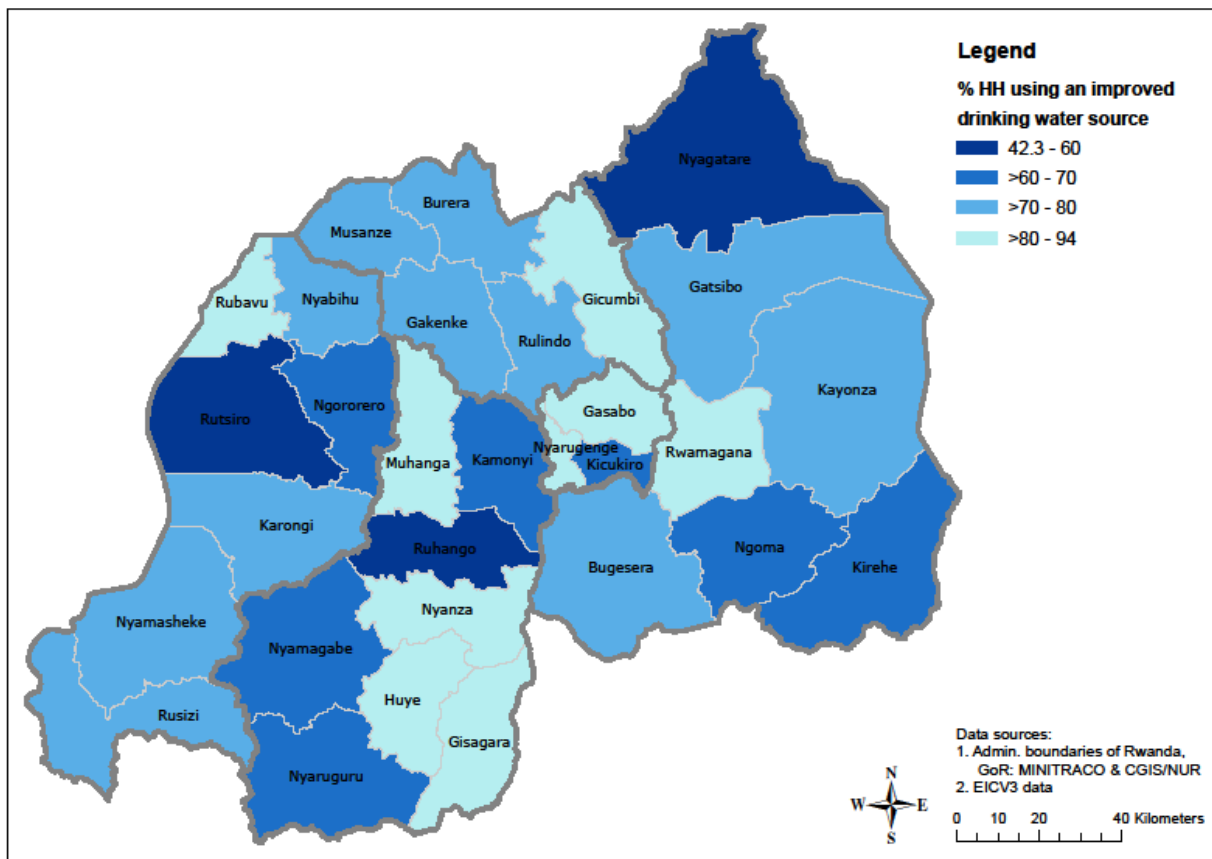 Legend
% HH using an improved
drinking water source
42.3 - 60
>60 - 70
>70 - 80
>80 - 94
Nyagatare
Burera
Musanze
Rubavu
Nyabihu
Gicumbi
Gatsibo
Gakenke
Rulindo
Kayonza
Rutsiro
Ngororero
Gasabo
Muhanga
Kamonyi
Nyarugenge
Kicukiro
Rwamagana
Karongi
Ruhango
Ngoma
Bugesera
Kirehe
Nyamasheke
Nyanza
Nyamagabe
Huye
Rusizi
Gisagara
Nyaruguru
N
W
E
S
Data sources:
1. Admin. boundaries of Rwanda,
GoR: MINITRACO & CGIS/NUR
2. EICV3 data
0 10 20 40 Kilometers